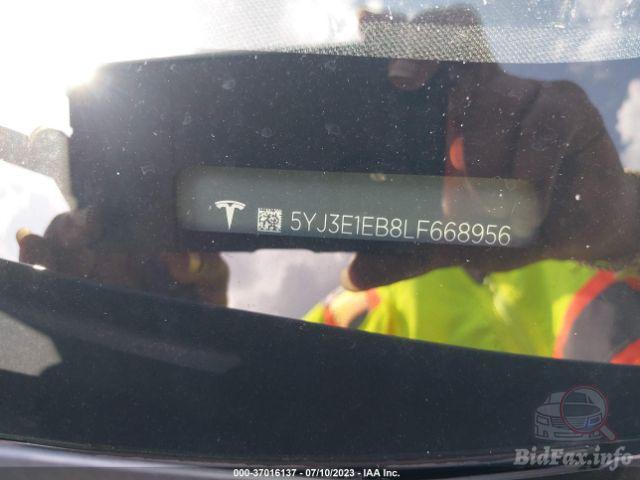 5YJ3E1EB8LF668956
BidFax.info
000-37016137 - 07/10/2023 - IAA Inc.